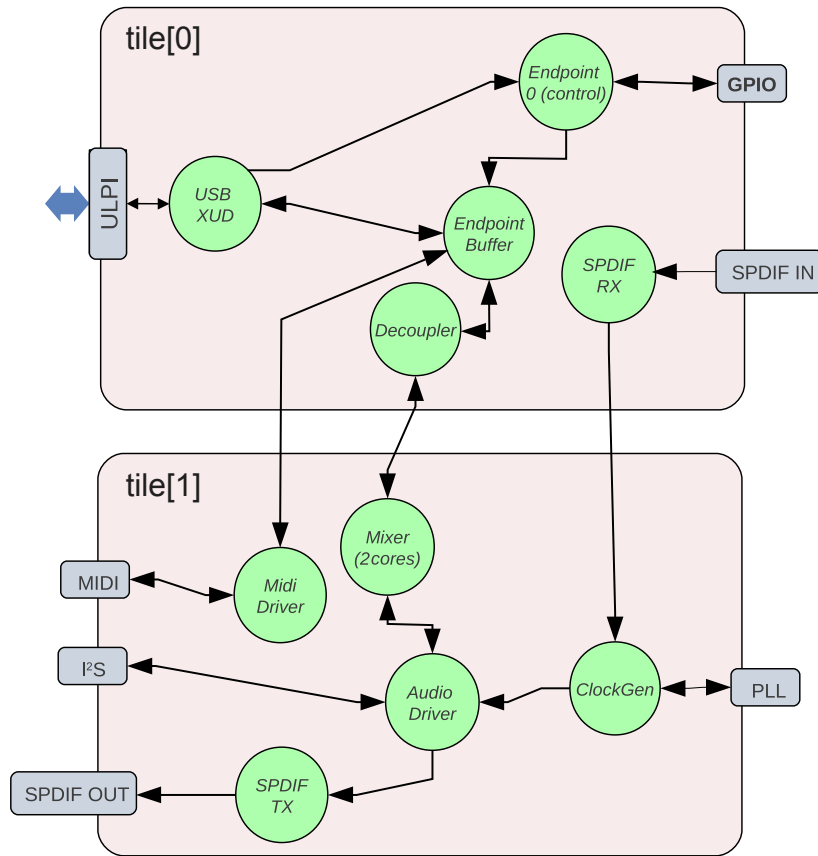 tile[0]
Endpoint
0 (control)
GPIO
ULPI
USB
XUD
Endpoint
Buffer
SPDIF
RX
SPDIF IN
Decoupler
tile[1]
Mixer
(2cores)
MIDI
Midi
Driver
I²S
Audio
Driver
ClockGen
PLL
SPDIF OUT
SPDIF
TX